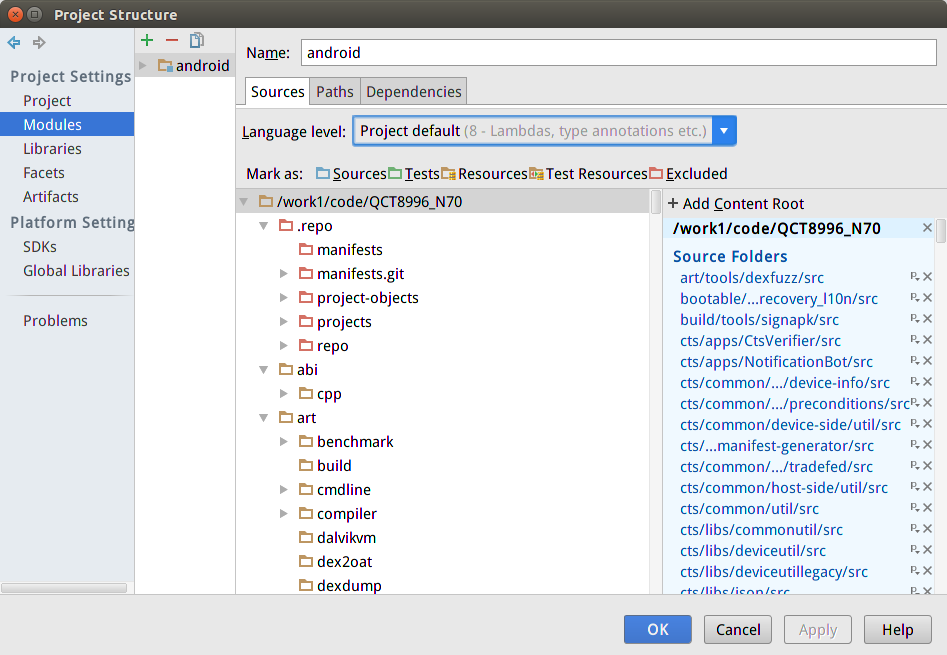 Project Structure
Project Settings
Project
Modules
Libraries
Facets
Artifacts
Platform Setting
SDKs
Global Libraries
Problems
android
Name: android
Sources Paths Dependencies
Language level: Project default (8 - Lambdas, type annotations etc.)
Mark as: Sources Tests Resources Test Resources Excluded
/work1/code/QCT8996_N70
.repo
manifests
manifests.git
project-objects
projects
repo
abi
cpp
art
benchmark
build
cmdline
compiler
dalvikvm
dex2oat
dexdump
+ Add Content Root
/work1/code/QCT8996_N70
Source Folders
art/tools/dexfuzz/src
bootable/...recovery_l10n/src
build/tools/signapk/src
cts/apps/CtsVerifier/src
cts/apps/NotificationBot/src
cts/common/.../device-info/src
cts/common/.../preconditions/src
cts/common/device-side/util/src
cts/...manifest-generator/src
cts/common/.../tradefed/src
cts/common/host-side/util/src
cts/common/util/src
cts/libs/commonutil/src
cts/libs/deviceutil/src
cts/libs/deviceutillegacy/src
cts/libs/json/src
OK Cancel Apply Help